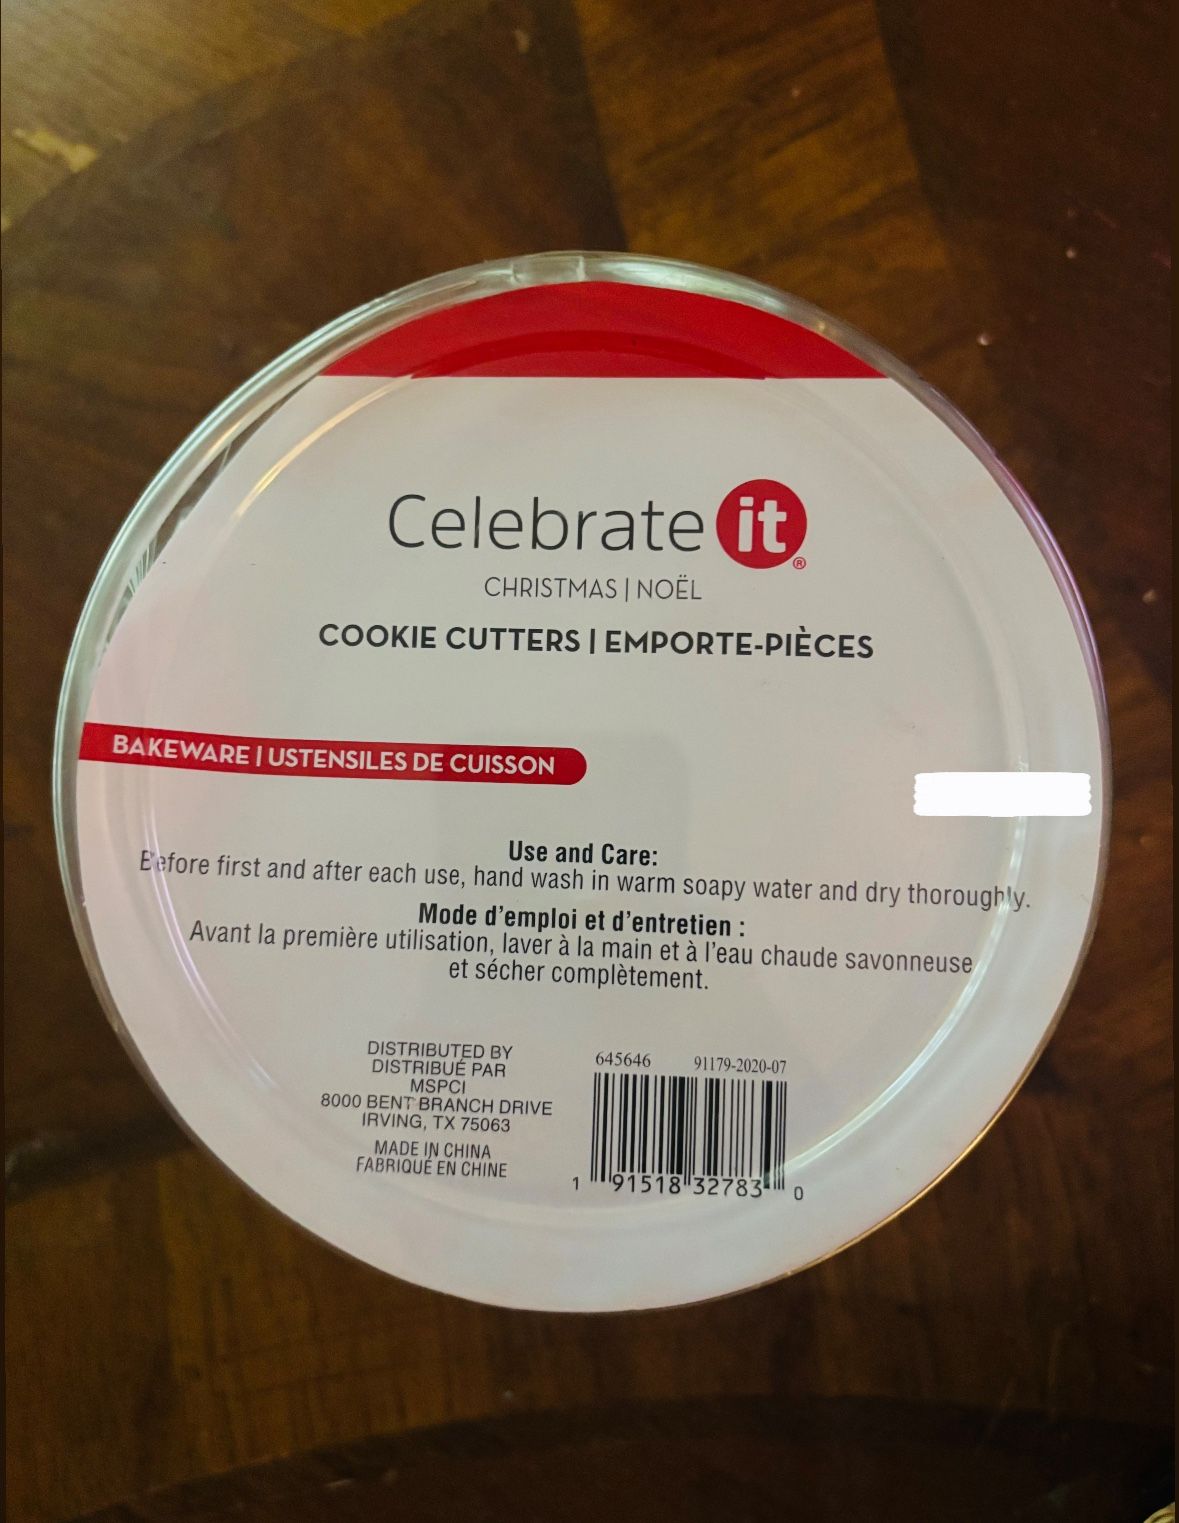 Celebrate it®
CHRISTMAS | NOËL
COOKIE CUTTERS | EMPORTE-PIÈCES
BAKEWARE | USTENSILES DE CUISSON
Use and Care:
Before first and after each use, hand wash in warm soapy water and dry thoroughly.
Mode d'emploi et d'entretien :
Avant la première utilisation, laver à la main et à l'eau chaude savonneuse
et sécher complètement.
DISTRIBUTED BY
DISTRIBUÉ PAR
MSPCI
8000 BENT BRANCH DRIVE
IRVING, TX 75063
MADE IN CHINA
FABRIQUÉ EN CHINE
645646 91179-2020-07
1 91518 32783 0